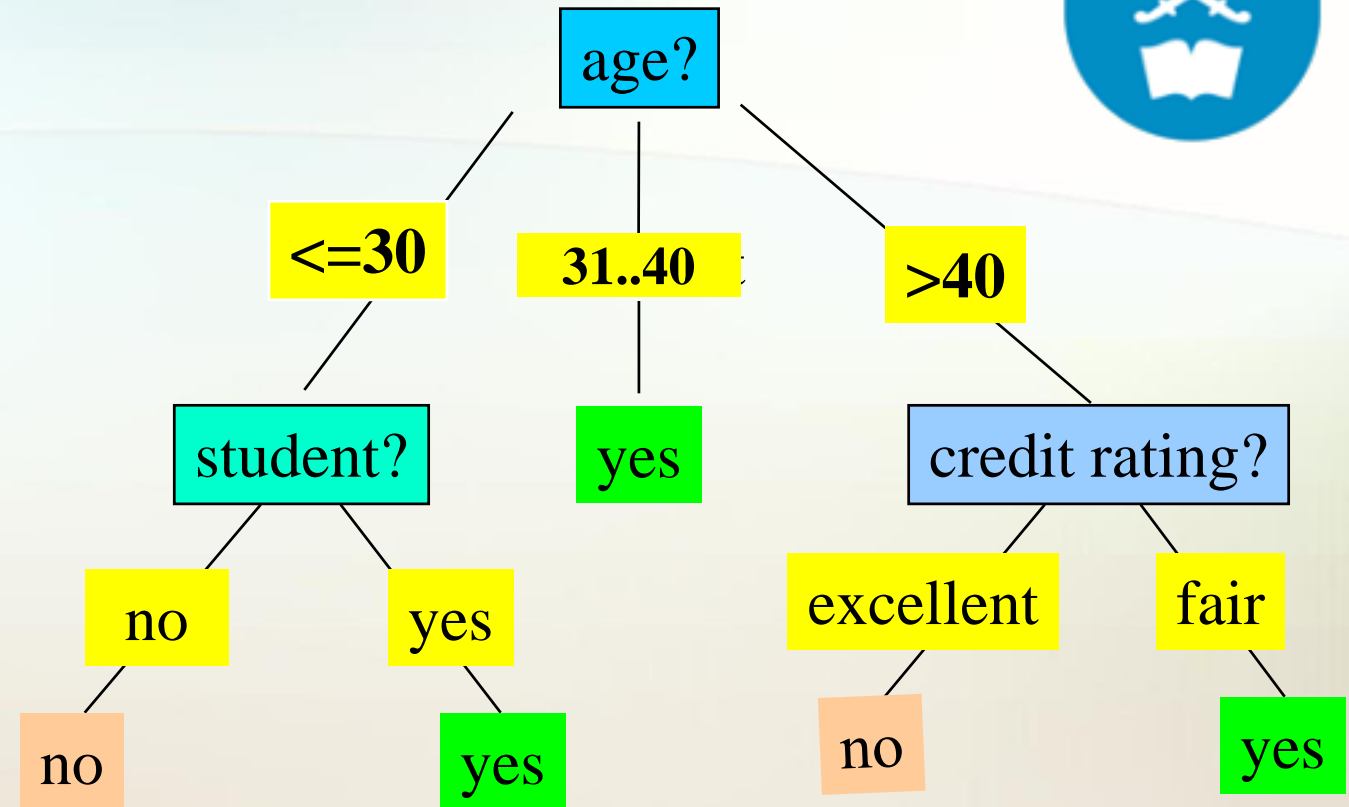 age?
<=30
31..40
>40
student?
yes
credit rating?
no
yes
excellent
fair
no
yes
no
yes